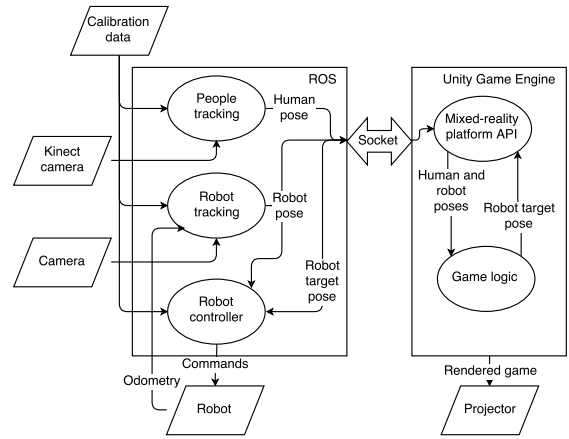 Calibration
data
ROS
Unity Game Engine
People
tracking
Human
pose
Socket
Mixed-reality
platform API
Kinect
camera
Human and
robot
poses
Robot
tracking
Robot
pose
Robot target
pose
Camera
Robot
target
pose
Game logic
Robot
controller
Commands
Rendered game
Odometry
Robot
Projector